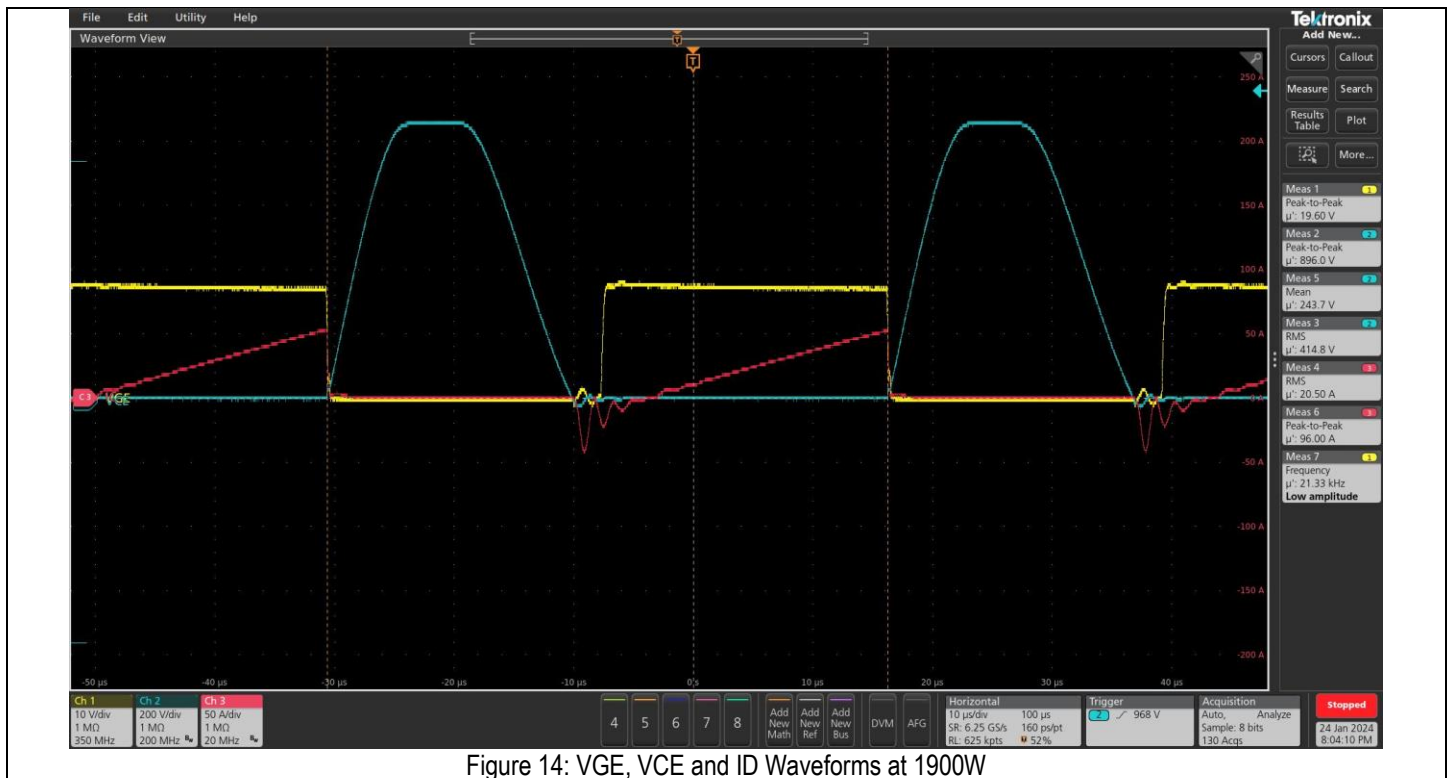 File Edit Utility Help
Tektronix
Waveform View
Add New...
T
T
Cursors Callout
Measure Search
Results Table Plot
More...
250 A
200 A
150 A
100 A
50 A
0 A
-50 A
-100 A
-150 A
-200 A
C3 VGE
Meas 1 1
Peak-to-Peak
µ': 19.60 V
Meas 2 2
Peak-to-Peak
µ': 896.0 V
Meas 5 2
Mean
µ': 243.7 V
Meas 3 2
RMS
µ': 414.8 V
Meas 4 3
RMS
µ': 20.50 A
Meas 6 3
Peak-to-Peak
µ': 96.00 A
Meas 7 1
Frequency
µ': 21.33 kHz
Low amplitude
-50 µs -40 µs -30 µs -20 µs -10 µs 0 s 10 µs 20 µs 30 µs 40 µs
Ch 1
10 V/div
1 MΩ
350 MHz
Ch 2
200 V/div
1 MΩ
200 MHz
Ch 3
50 A/div
1 MΩ
20 MHz
4 5 6 7 8
Add New Math
Add New Ref
Add New Bus
DVM
AFG
Horizontal
10 µs/div 100 µs
SR: 6.25 GS/s 160 ps/pt
RL: 625 kpts 52%
Trigger
2 968 V
Acquisition
Auto, Analyze
Sample: 8 bits
130 Acqs
Stopped
24 Jan 2024
8:04:10 PM
Figure 14: VGE, VCE and ID Waveforms at 1900W